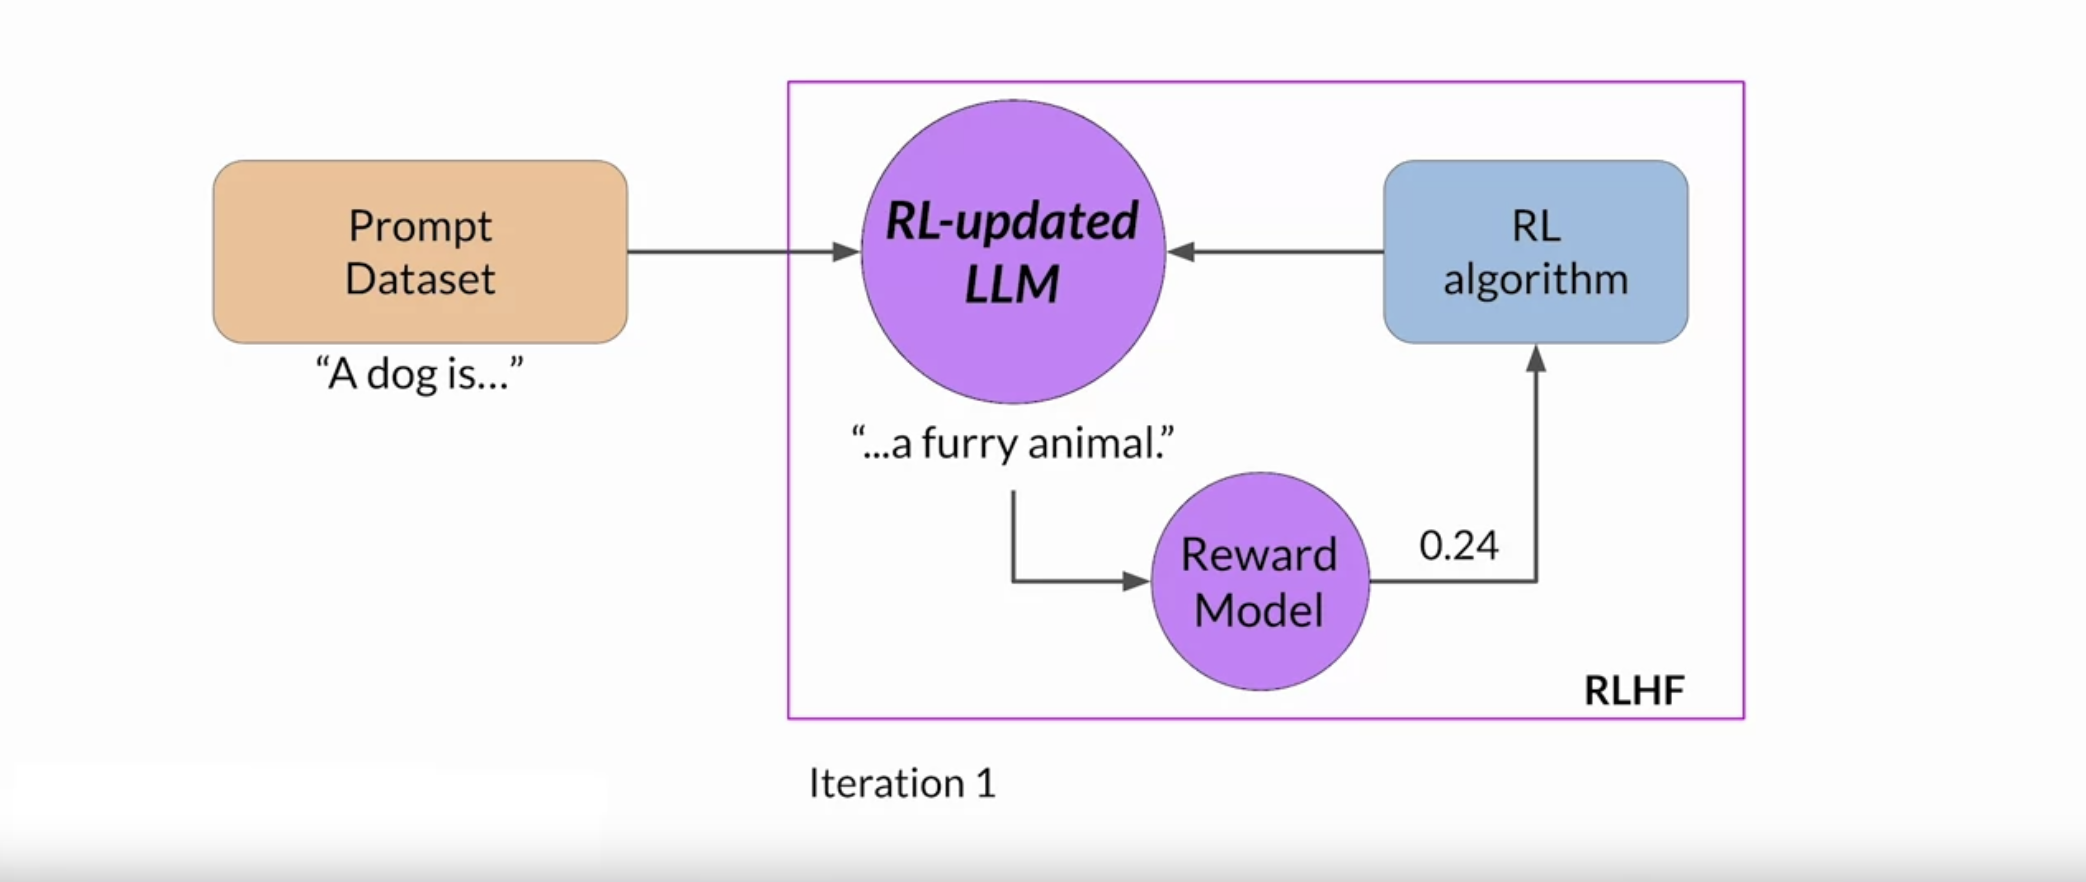 Prompt
Dataset
“A dog is...”
RL-updated
LLM
“...a furry animal.”
RL
algorithm
Reward
Model
0.24
RLHF
Iteration 1